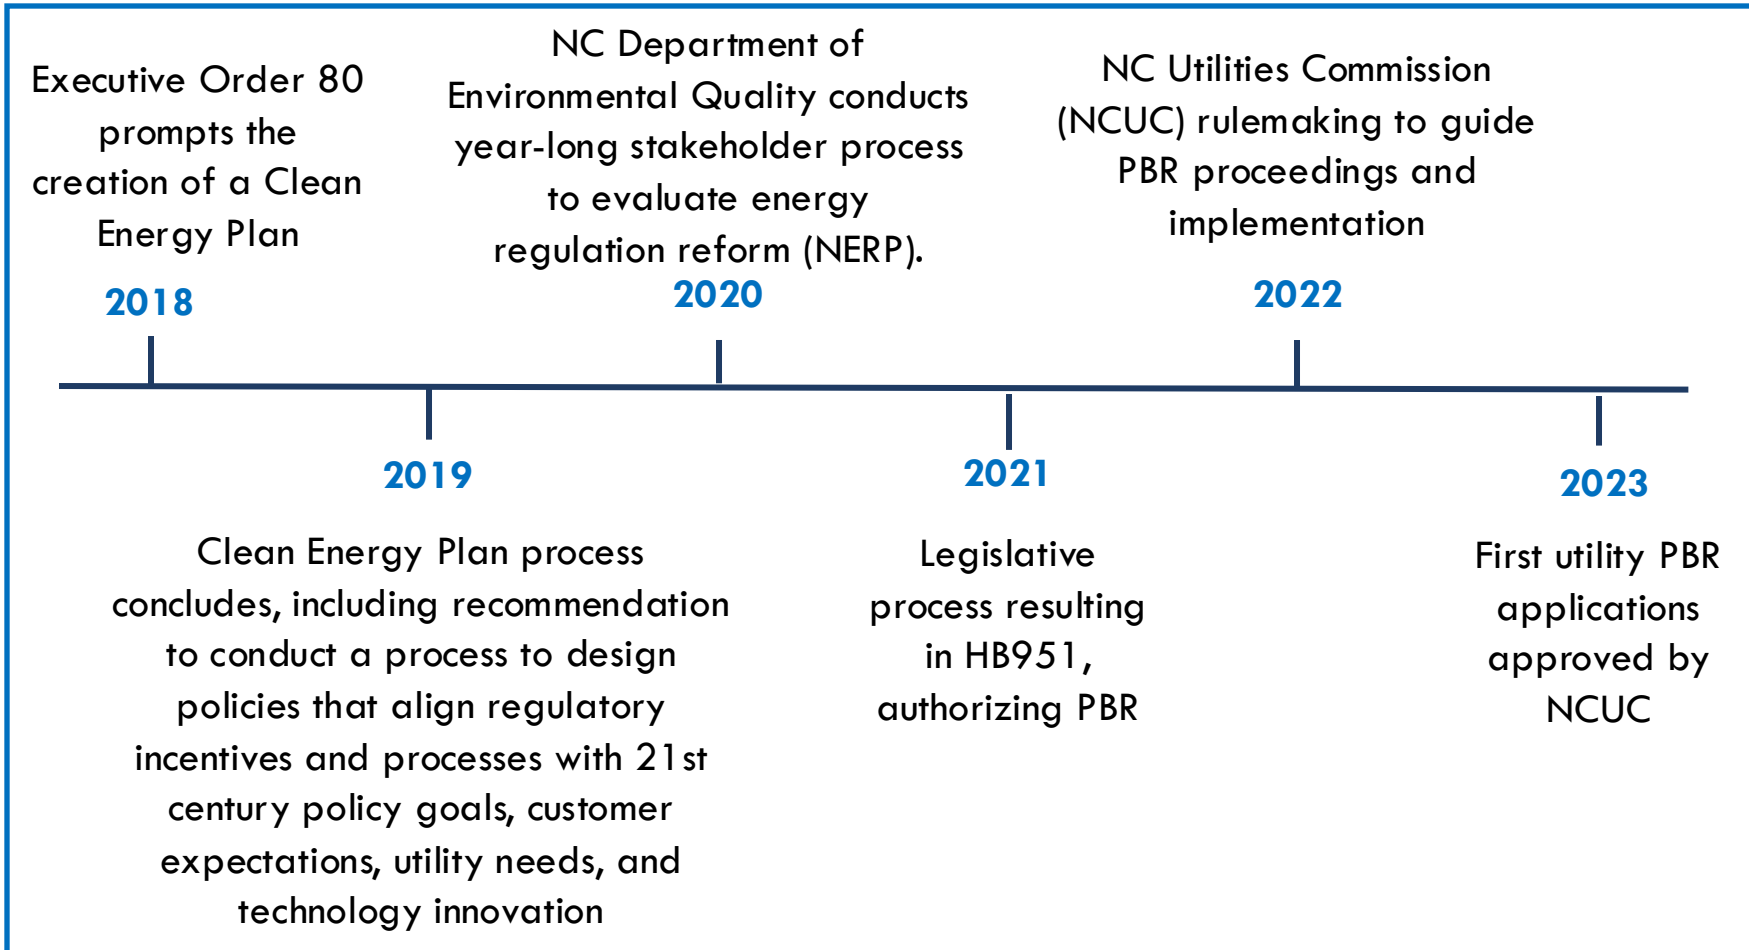 Executive Order 80
prompts the
creation of a Clean
Energy Plan
2018
NC Department of
Environmental Quality conducts
year-long stakeholder process
to evaluate energy
regulation reform (NERP).
2020
NC Utilities Commission
(NCUC) rulemaking to guide
PBR proceedings and
implementation
2022
2019
Clean Energy Plan process
concludes, including recommendation
to conduct a process to design
policies that align regulatory
incentives and processes with 21st
century policy goals, customer
expectations, utility needs, and
technology innovation
2021
Legislative
process resulting
in HB951,
authorizing PBR
2023
First utility PBR
applications
approved by
NCUC